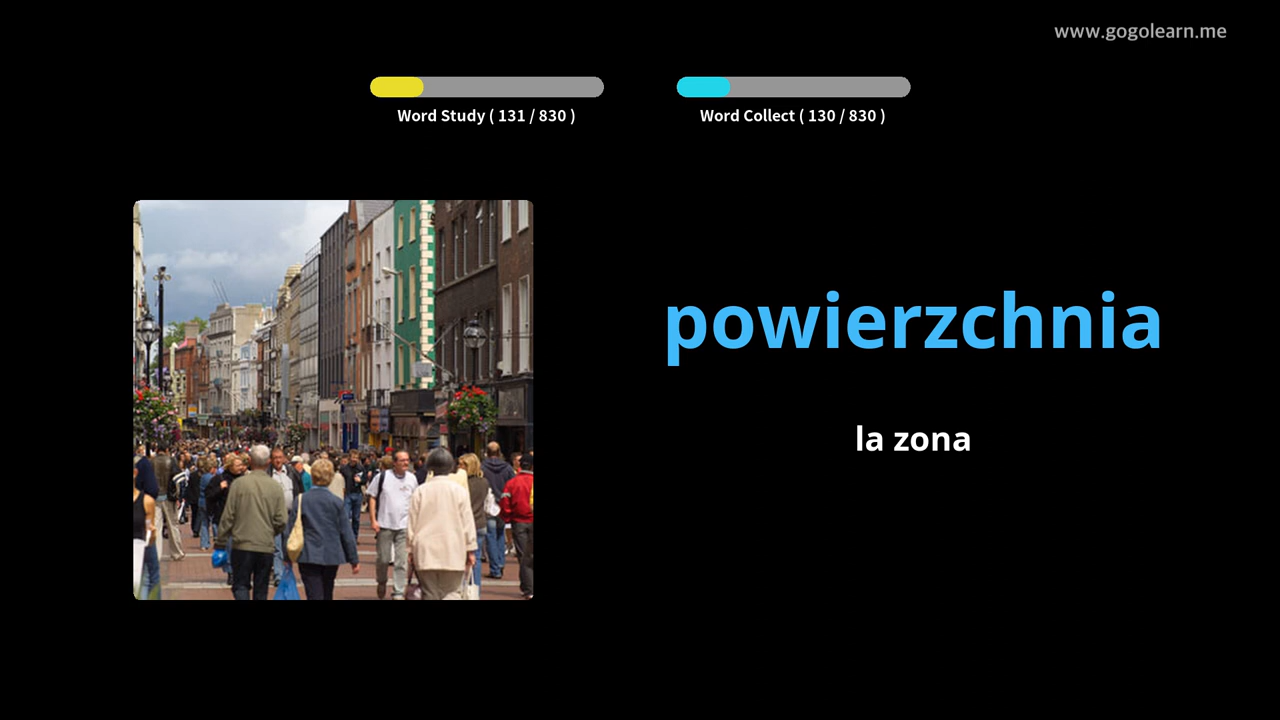 www.gogolearn.me
Word Study ( 131 / 830 )
Word Collect ( 130 / 830 )
powierzchnia
la zona